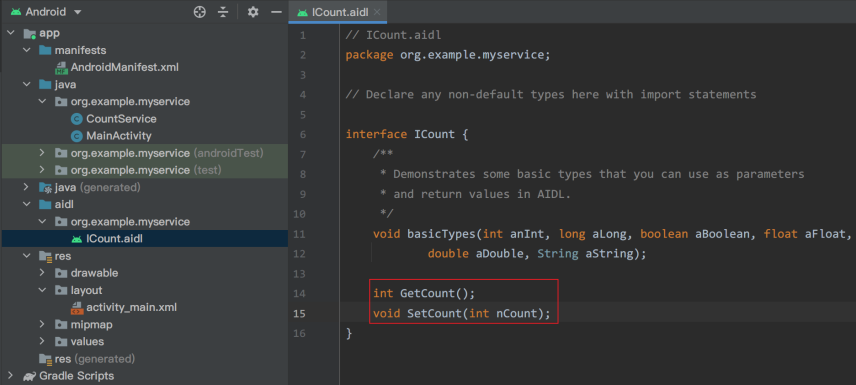 Android
app
manifests
AndroidManifest.xml
java
org.example.myservice
CountService
MainActivity
org.example.myservice (androidTest)
org.example.myservice (test)
java (generated)
aidl
org.example.myservice
ICount.aidl
res
drawable
layout
activity_main.xml
mipmap
values
res (generated)
Gradle Scripts
ICount.aidl
1 // ICount.aidl
2 package org.example.myservice;
3
4 // Declare any non-default types here with import statements
5
6 interface ICount {
7 /**
8 * Demonstrates some basic types that you can use as parameters
9 * and return values in AIDL.
10 */
11 void basicTypes(int anInt, long aLong, boolean aBoolean, float aFloat,
12 double aDouble, String aString);
13
14 int GetCount();
15 void SetCount(int nCount);
16 }